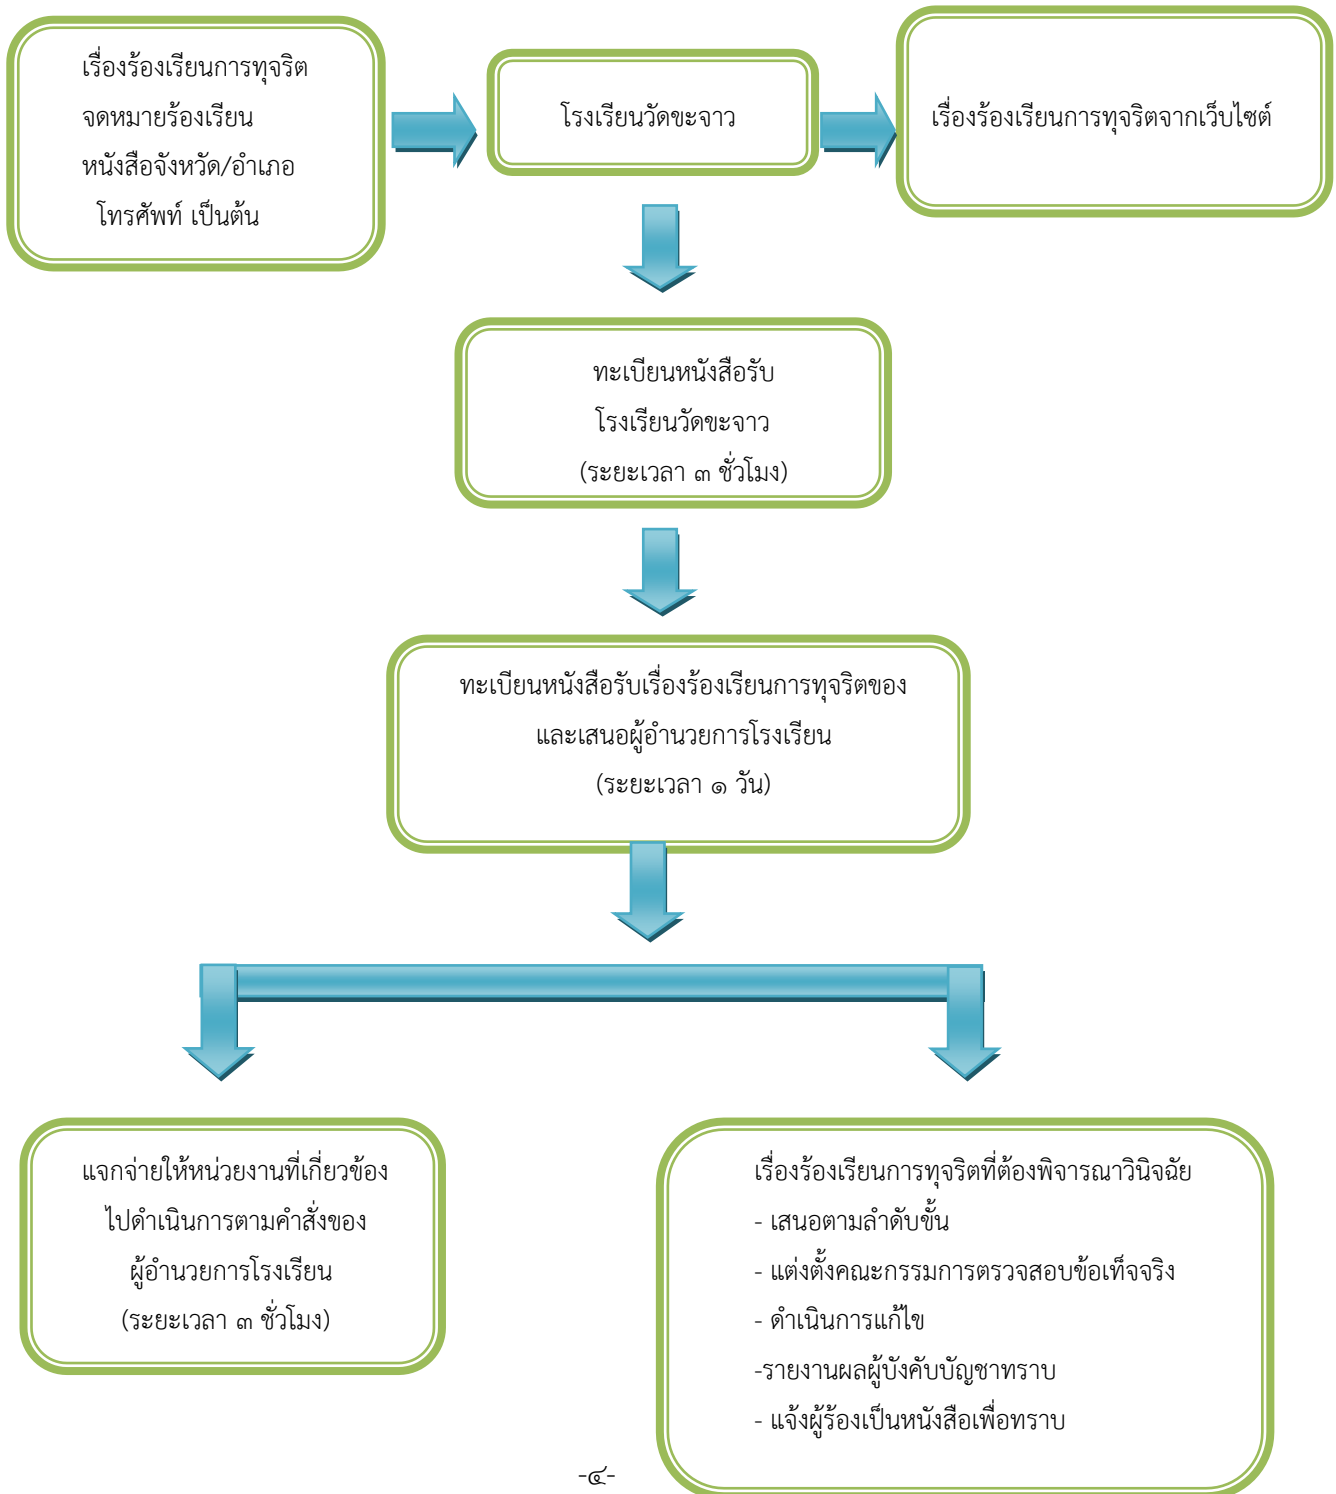 เรื่องร้องเรียนการทุจริต
จดหมายร้องเรียน
หนังสือจังหวัด/อำเภอ
โทรศัพท์ เป็นต้น
โรงเรียนวัดขะจาว
เรื่องร้องเรียนการทุจริตจากเว็บไซต์
ทะเบียนหนังสือรับ
โรงเรียนวัดขะจาว
(ระยะเวลา ๓ ชั่วโมง)
ทะเบียนหนังสือรับเรื่องร้องเรียนการทุจริตของ
และเสนอผู้อำนวยการโรงเรียน
(ระยะเวลา ๑ วัน)
แจกจ่ายให้หน่วยงานที่เกี่ยวข้อง
ไปดำเนินการตามคำสั่งของ
ผู้อำนวยการโรงเรียน
(ระยะเวลา ๓ ชั่วโมง)
เรื่องร้องเรียนการทุจริตที่ต้องพิจารณาวินิจฉัย
- เสนอตามลำดับขั้น
- แต่งตั้งคณะกรรมการตรวจสอบข้อเท็จจริง
- ดำเนินการแก้ไข
-รายงานผลผู้บังคับบัญชาทราบ
- แจ้งผู้ร้องเป็นหนังสือเพื่อทราบ
-๔-